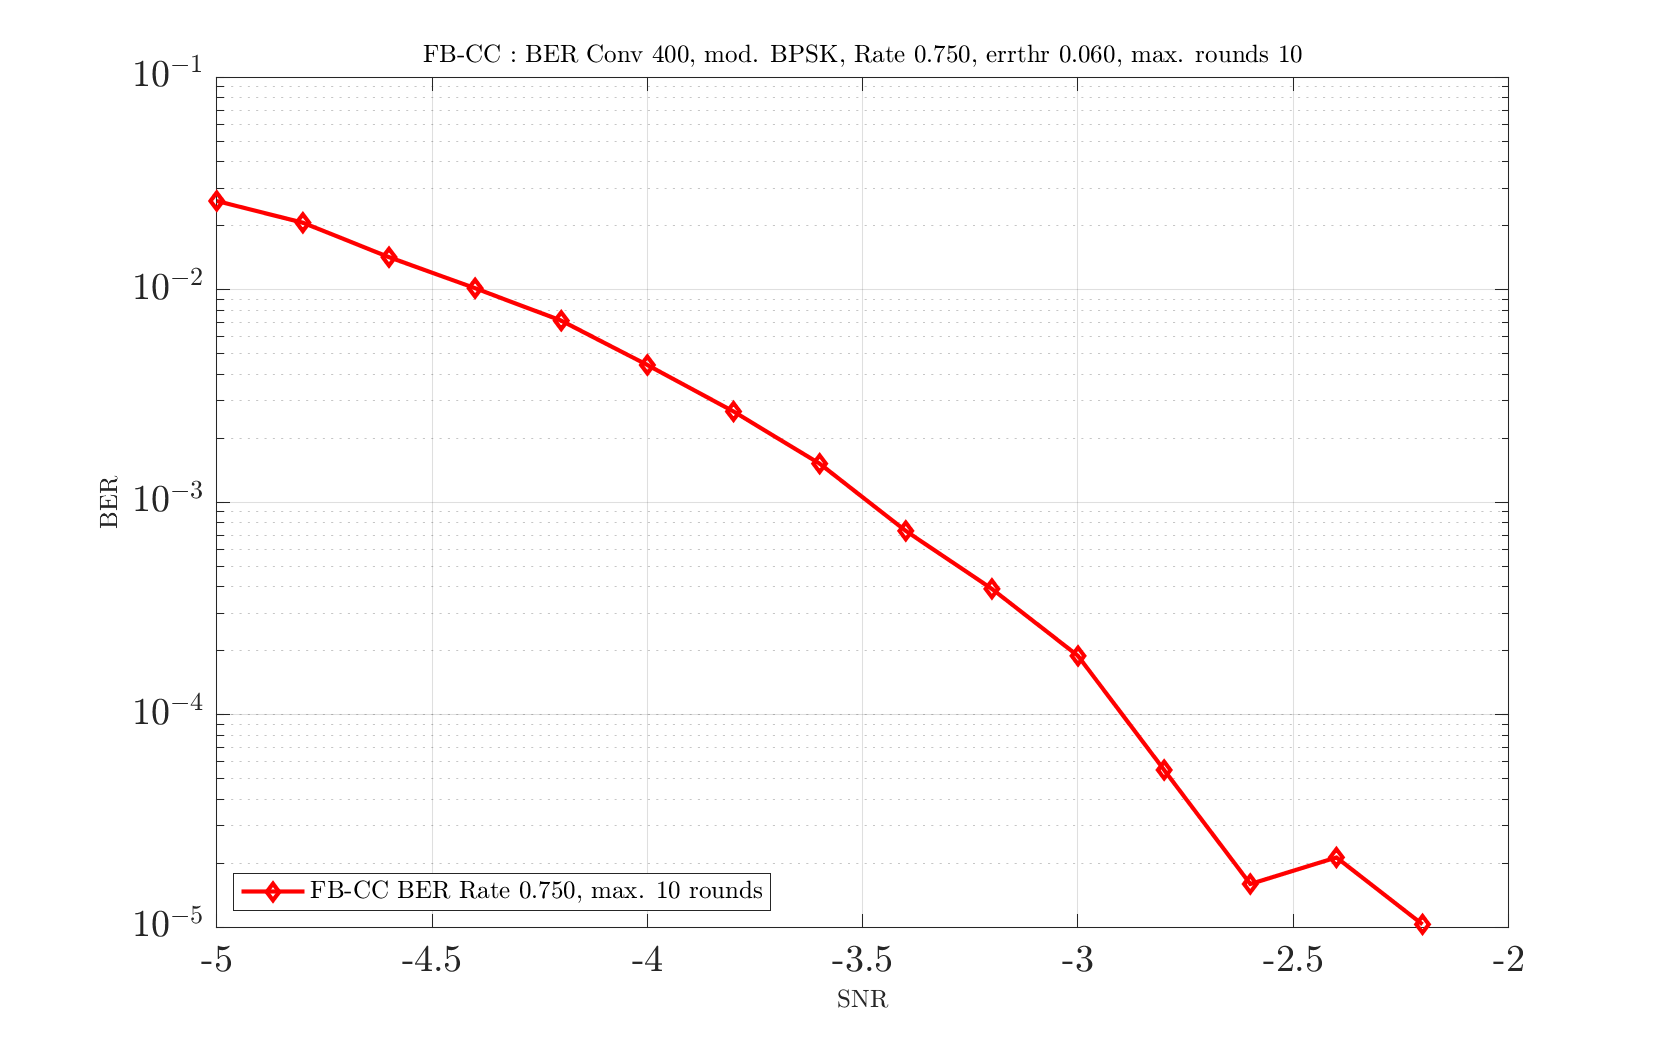 FB-CC : BER Conv 400, mod. BPSK, Rate 0.750, errthr 0.060, max. rounds 10
10⁻¹
10⁻²
10⁻³
10⁻⁴
10⁻⁵
BER
FB-CC BER Rate 0.750, max. 10 rounds
-5 -4.5 -4 -3.5 -3 -2.5 -2
SNR